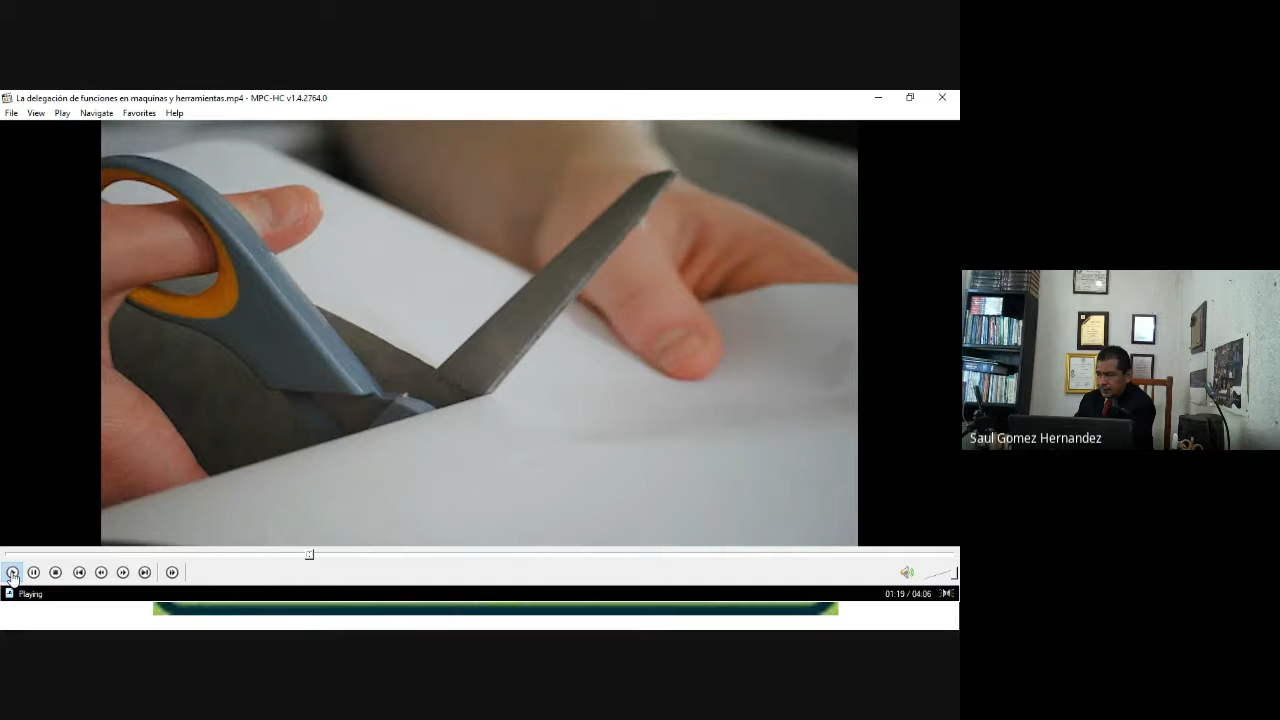 La delegación de funciones en maquinas y herramientas.mp4 - MPC-HC v1.4.2764.0
File View Play Navigate Favorites Help
Saul Gomez Hernandez
Playing
01:19 / 04:06